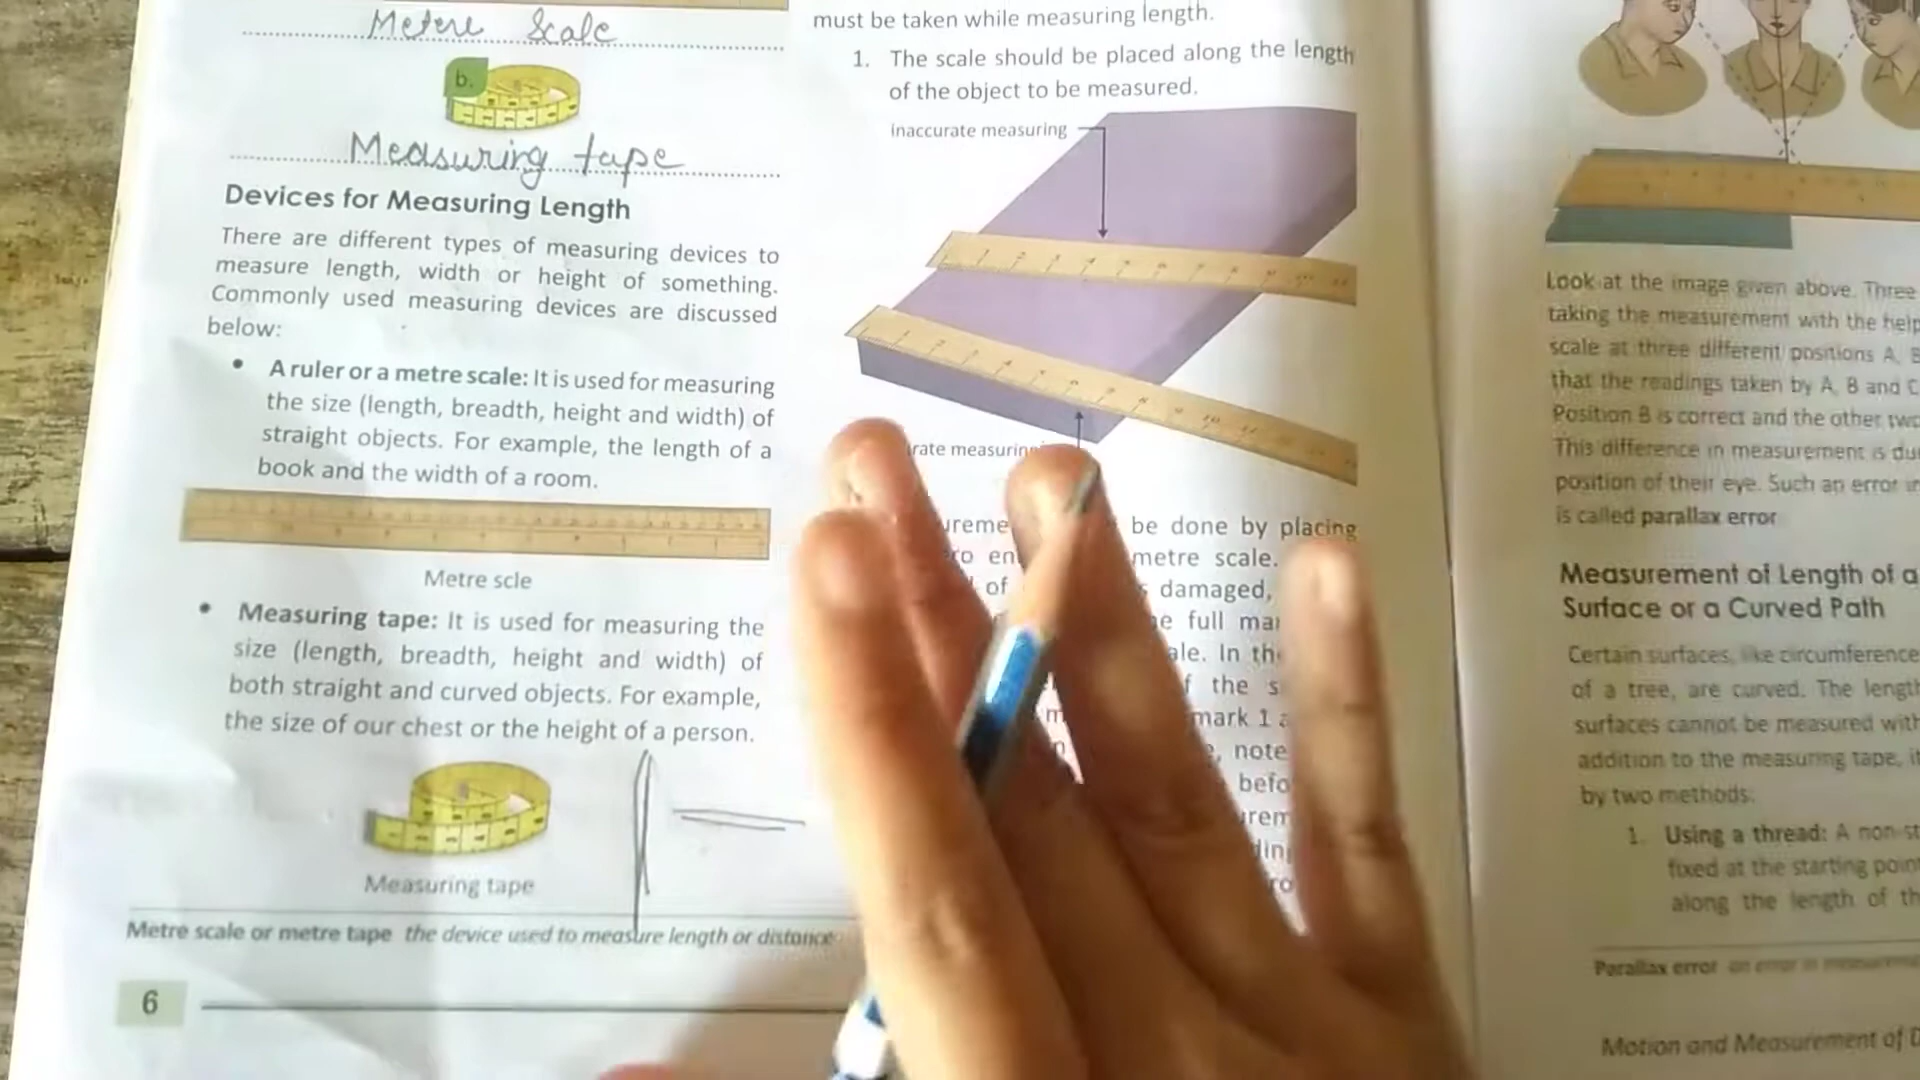 Metere Scale
b.
Measuring tape
Devices for Measuring Length
There are different types of measuring devices to
measure length, width or height of something.
Commonly used measuring devices are discussed
below:
• A ruler or a metre scale: It is used for measuring
the size (length, breadth, height and width) of
straight objects. For example, the length of a
book and the width of a room.
Metre scle
• Measuring tape: It is used for measuring the
size (length, breadth, height and width) of
both straight and curved objects. For example,
the size of our chest or the height of a person.
Measuring tape
Metre scale or metre tape the device used to measure length or distance
6
must be taken while measuring length.
1. The scale should be placed along the length
of the object to be measured.
inaccurate measuring
measuring
be done by placing
metre scale.
of damaged,
full
the
mark 1
note
Look at the image given above. Three
taking the measurement with the help
scale at three different positions A,
that the readings taken by A, B and C
Position B is correct and the other
This difference in measurement is
position of their eye. Such an error
is called parallax error
Measurement of Length of a
Surface or a Curved Path
Certain surfaces, like circumference
of a tree, are curved. The length
surfaces cannot be measured with
addition to the measuring tape,
by two methods:
1. Using a thread: A
fixed at the starting
along the length of
Parallax error an error in
Motion and Measurement of